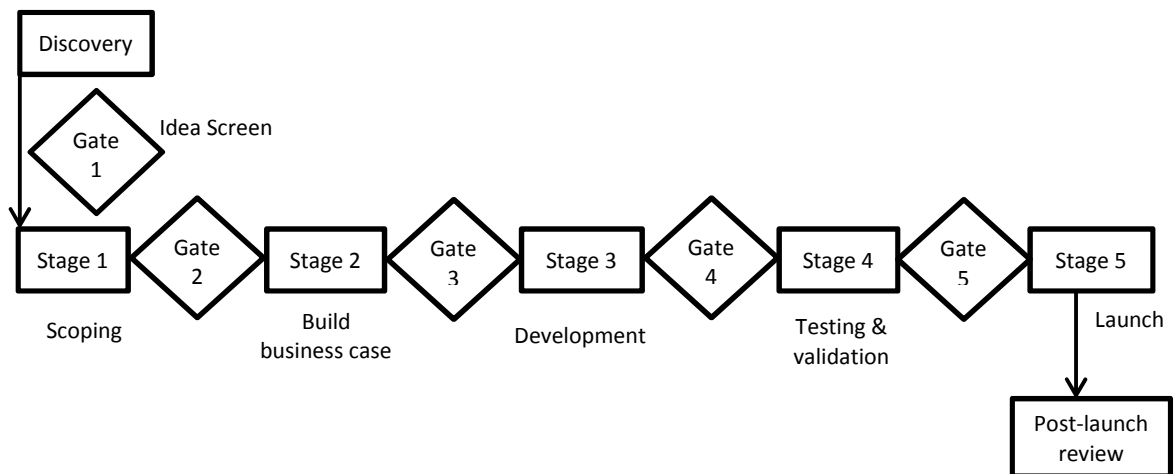 Discovery
Gate
1
Idea Screen
Stage 1
Gate
2
Stage 2
Gate
3
Stage 3
Gate
4
Stage 4
Gate
5
Stage 5
Scoping
Build
business case
Development
Testing &
validation
Launch
Post-launch
review